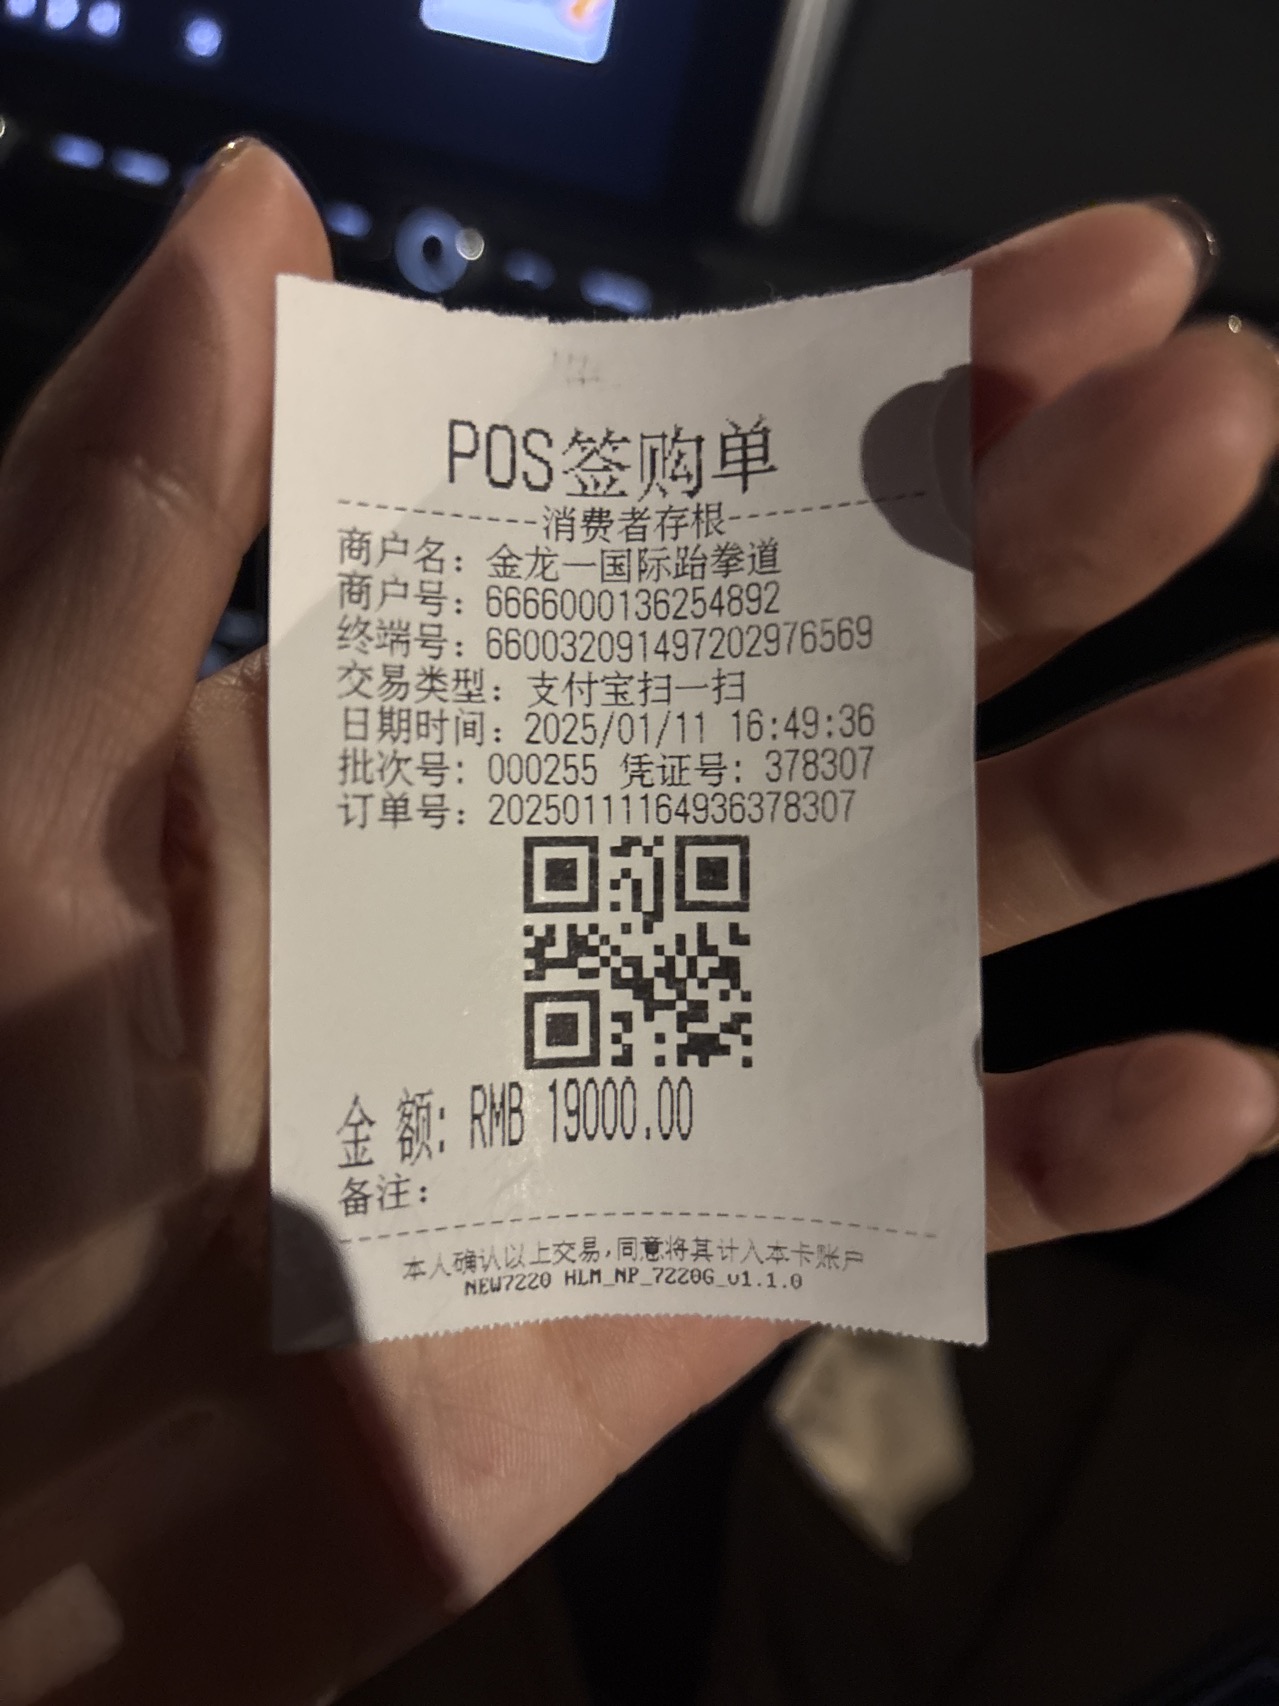 POS签购单
消费者存根
商户名：金龙一国际跆拳道
商户号：6666000136254892
终端号：660032091497202976569
交易类型：支付宝扫一扫
日期时间：2025/01/11 16:49:36
批次号：000255 凭证号：378307
订单号：20250111164936378307
金 额：RMB 19000.00
备注：
本人确认以上交易,同意将其计入本卡账户
NEW7220 HLM_NP_7220G_v1.1.0